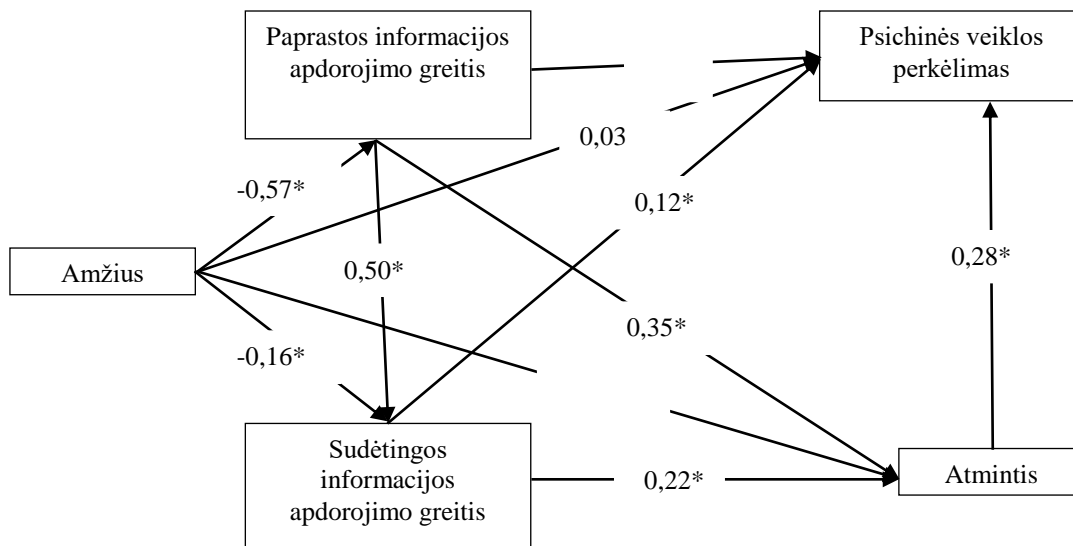 Paprastos informacijos
apdorojimo greitis
Psichinės veiklos
perkėlimas
0,03
-0,57*
0,12*
Amžius
0,50*
0,28*
0,35*
-0,16*
Sudėtingos
informacijos
apdorojimo greitis
0,22*
Atmintis